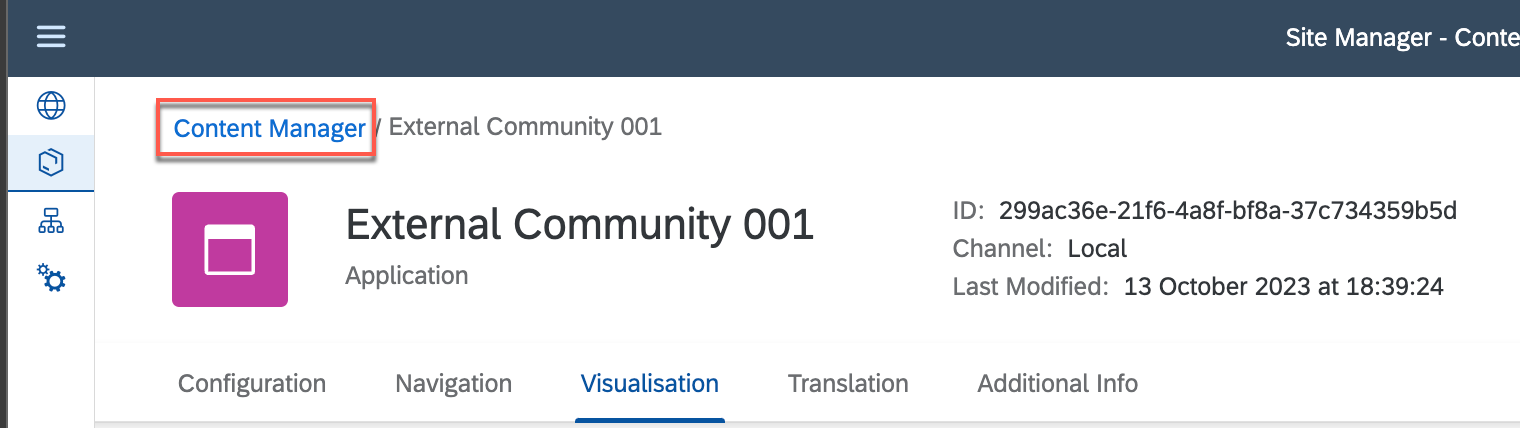 Site Manager - Conte
Content Manager / External Community 001
External Community 001
Application
ID: 299ac36e-21f6-4a8f-bf8a-37c734359b5d
Channel: Local
Last Modified: 13 October 2023 at 18:39:24
Configuration Navigation Visualisation Translation Additional Info